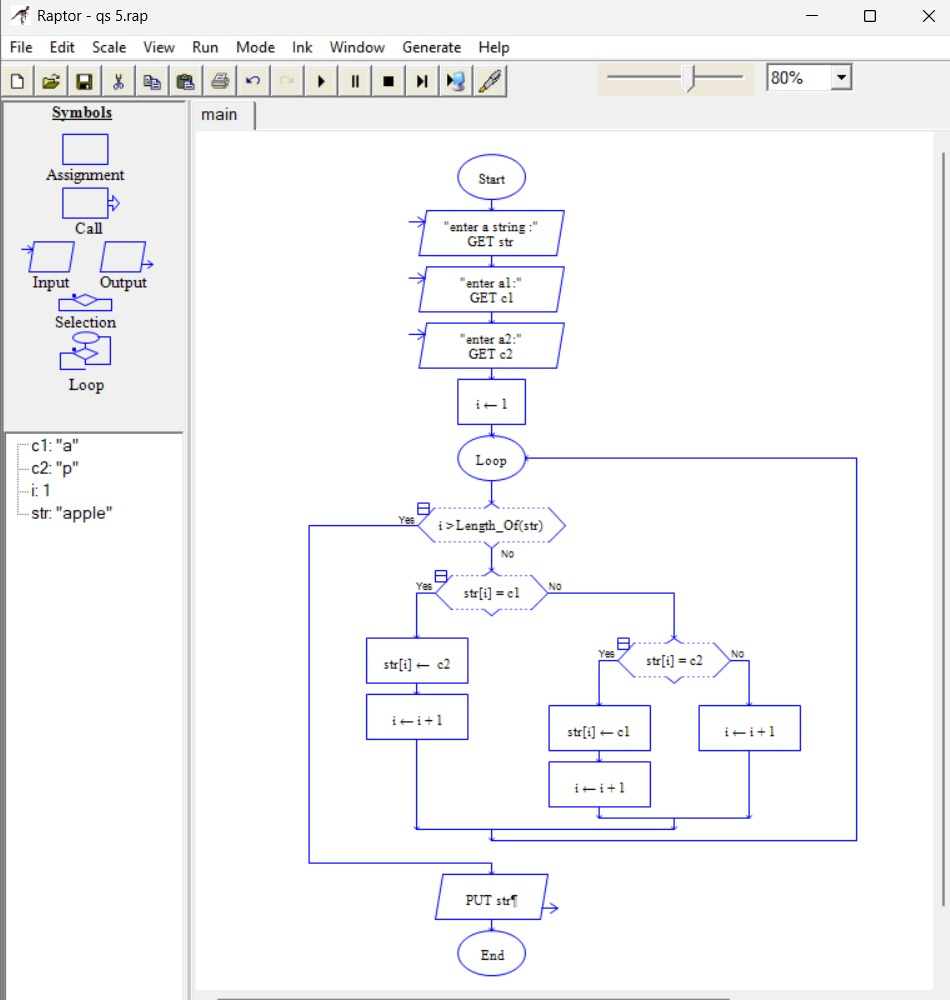 Raptor - qs 5.rap
File Edit Scale View Run Mode Ink Window Generate Help
80%
Symbols
Assignment
Call
Input Output
Selection
Loop
c1: "a"
c2: "p"
i: 1
str: "apple"
main
Start
"enter a string :"
GET str
"enter a1:"
GET c1
"enter a2:"
GET c2
i ← 1
Loop
Yes
i >Length_Of(str)
No
Yes
str[i] = c1
No
str[i] ← c2
i ← i + 1
Yes
str[i] = c2
No
str[i] ← c1
i ← i + 1
i ← i + 1
PUT str¶
End